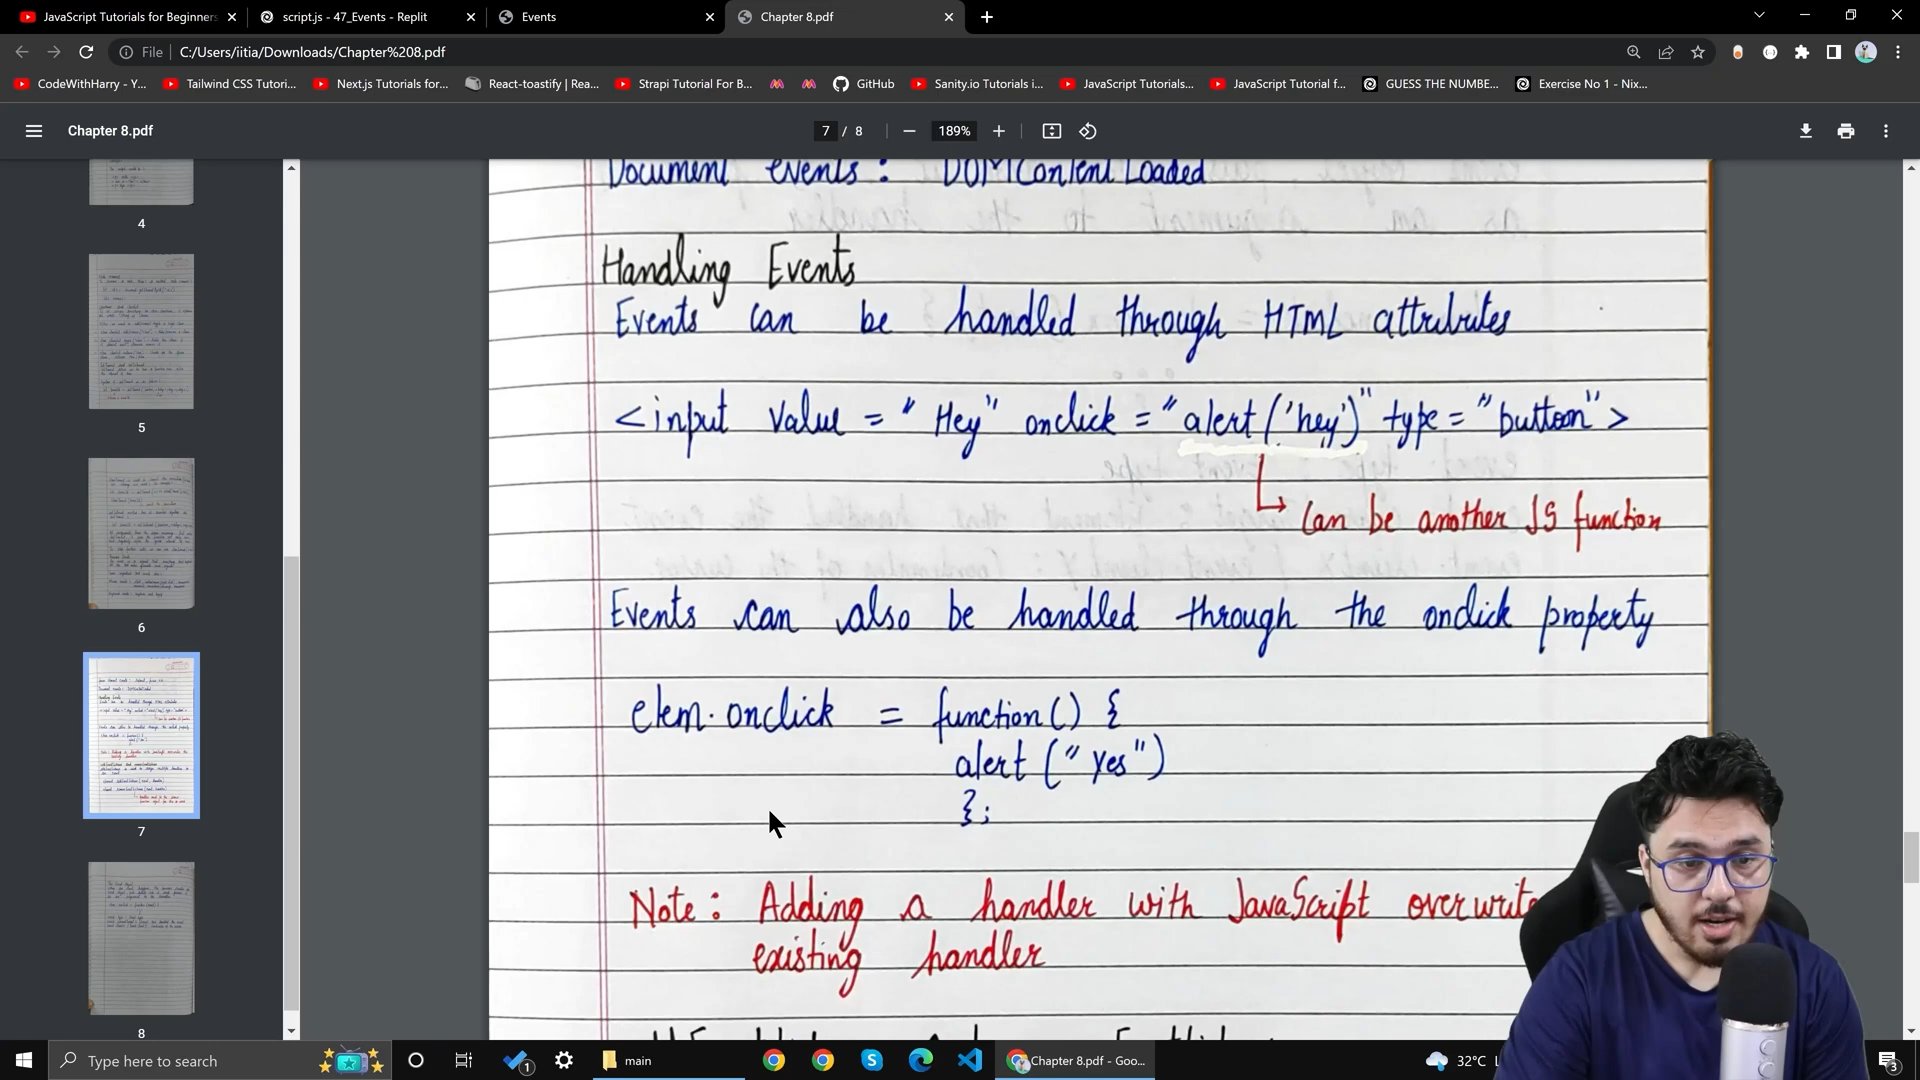 JavaScript Tutorials for Beginners
script.js - 47_Events - Replit
Events
Chapter 8.pdf
File
C:/Users/iitia/Downloads/Chapter%208.pdf
CodeWithHarry - Y...
Tailwind CSS Tutori...
Next.js Tutorials for...
React-toastify | Rea...
Strapi Tutorial For B...
GitHub
Sanity.io Tutorials i...
JavaScript Tutorials...
JavaScript Tutorial f...
GUESS THE NUMBE...
Exercise No 1 - Nix...
Chapter 8.pdf
7 / 8
189%
4
5
6
7
8
Document events : DOMContentLoaded
Handling Events
Events can be handled through HTML attributes
<input value = "Hey" onclick = "alert('hey')" type = "button">
Can be another JS function
Events can also be handled through the onclick property
elem.onclick = function() {
alert ("yes")
};
Note : Adding a handler with JavaScript overwrite
existing handler
Type here to search
1
main
Chapter 8.pdf - Goo...
32°C
3